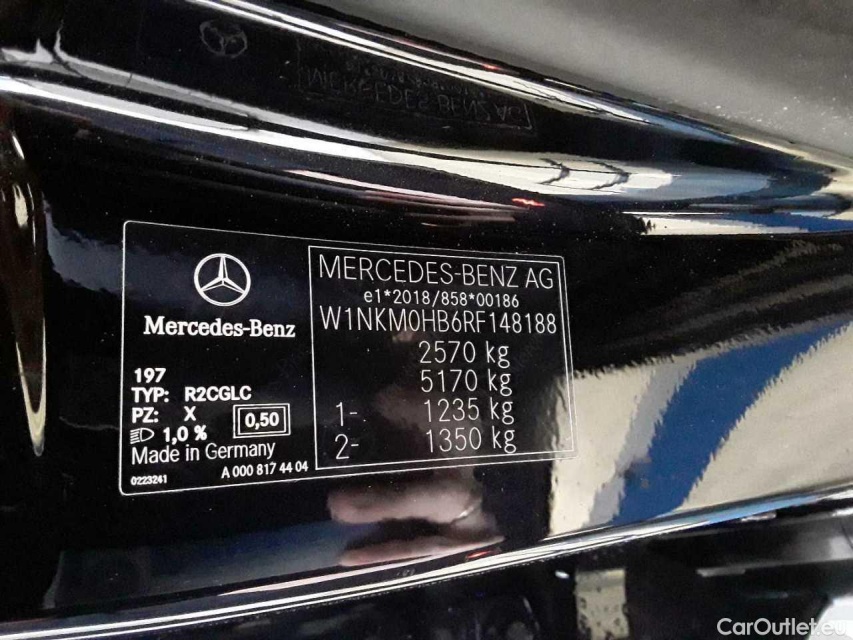 Mercedes-Benz
197
TYP: R2CGLC
PZ: X
0,50
1,0 %
Made in Germany
0223241
A 000 817 44 04
MERCEDES-BENZ AG
e1*2018/858*00186
W1NKM0HB6RF148188
2570 kg
5170 kg
1- 1235 kg
2- 1350 kg
CarOutlet.eu